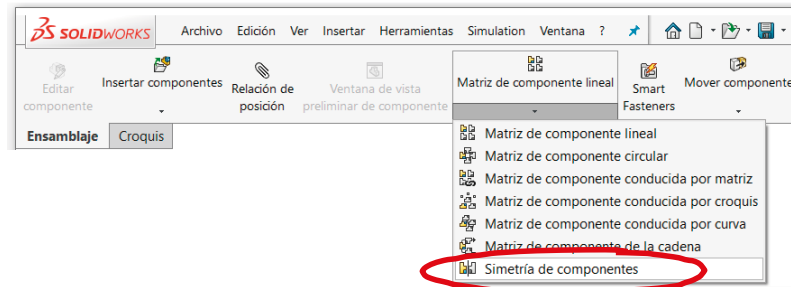 SOLIDWORKS Archivo Edición Ver Insertar Herramientas Simulation Ventana ?
Editar componente
Insertar componentes
Relación de posición
Ventana de vista preliminar de componente
Matriz de componente lineal
Smart Fasteners
Mover componente
Ensamblaje Croquis
Matriz de componente lineal
Matriz de componente circular
Matriz de componente conducida por matriz
Matriz de componente conducida por croquis
Matriz de componente conducida por curva
Matriz de componente de la cadena
Simetría de componentes